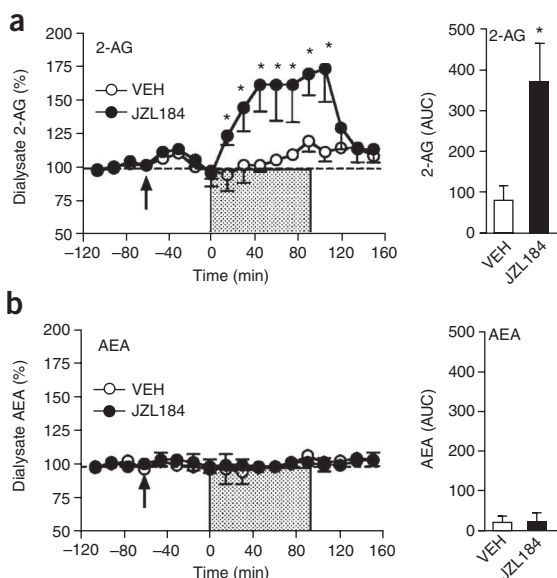 a
2-AG
VEH
JZL184
Dialysate 2-AG (%)
200
175
150
125
100
75
50
* * * * * * *
–120 –80 –40 0 40 80 120 160
Time (min)
2-AG
*
2-AG (AUC)
500
400
300
200
100
0
VEH
JZL184
b
AEA
VEH
JZL184
Dialysate AEA (%)
200
175
150
125
100
75
50
–120 –80 –40 0 40 80 120 160
Time (min)
AEA
AEA (AUC)
500
400
300
200
100
0
VEH
JZL184